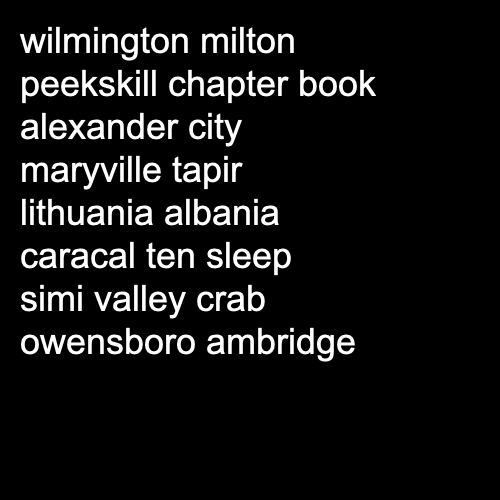 wilmington milton
peekskill chapter book
alexander city
maryville tapir
lithuania albania
caracal ten sleep
simi valley crab
owensboro ambridge